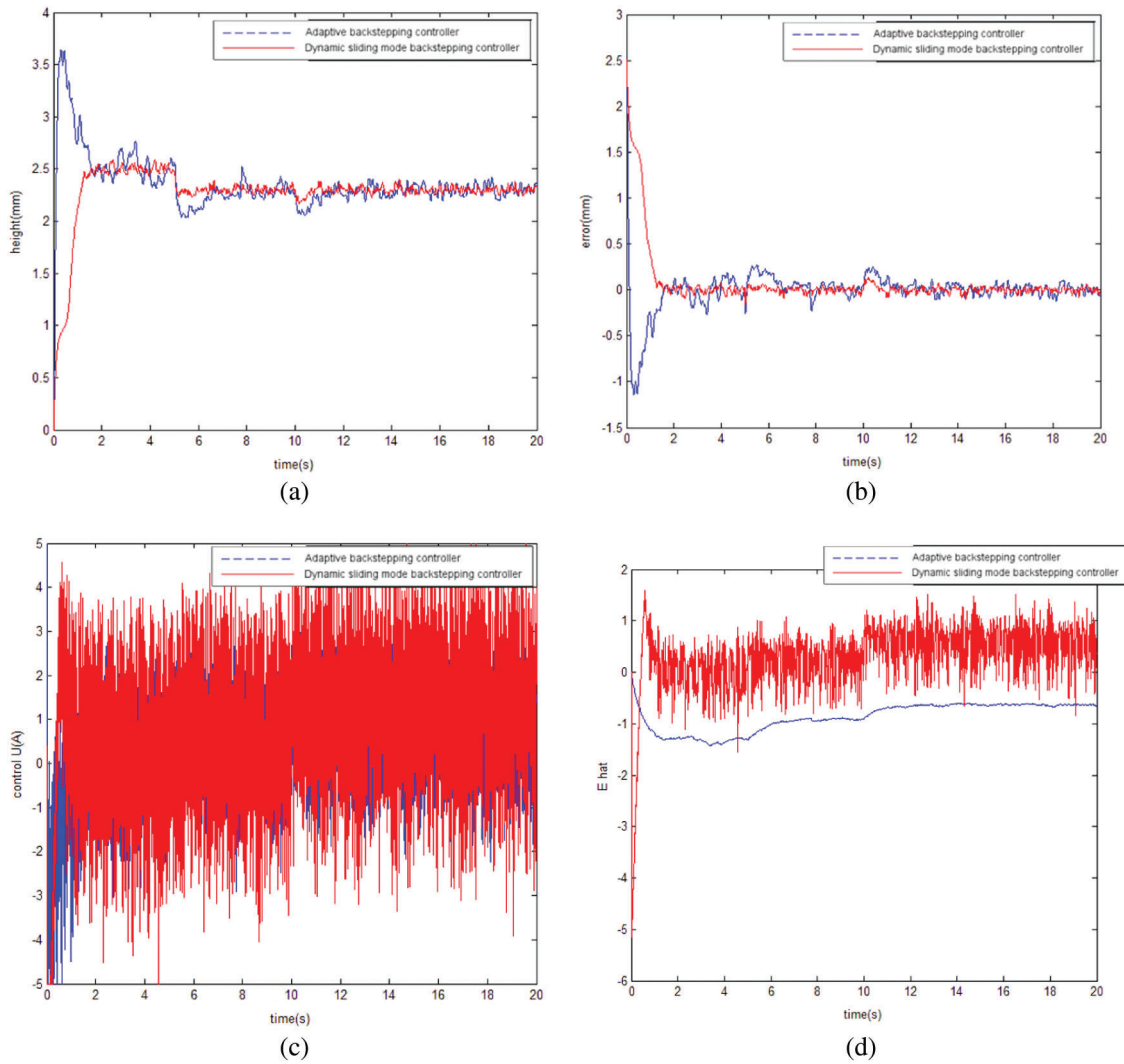 Adaptive backstepping controller
Dynamic sliding mode backstepping controller
4
3.5
3
2.5
2
1.5
1
0.5
0
height(mm)
0 2 4 6 8 10 12 14 16 18 20
time(s)
(a)
Adaptive backstepping controller
Dynamic sliding mode backstepping controller
3
2.5
2
1.5
1
0.5
0
-0.5
-1
-1.5
error(mm)
0 2 4 6 8 10 12 14 16 18 20
time(s)
(b)
Adaptive backstepping controller
Dynamic sliding mode backstepping controller
5
4
3
2
1
0
-1
-2
-3
-4
-5
control U(A)
0 2 4 6 8 10 12 14 16 18 20
time(s)
(c)
Adaptive backstepping controller
Dynamic sliding mode backstepping controller
2
1
0
-1
-2
-3
-4
-5
-6
E hat
0 2 4 6 8 10 12 14 16 18 20
time(s)
(d)